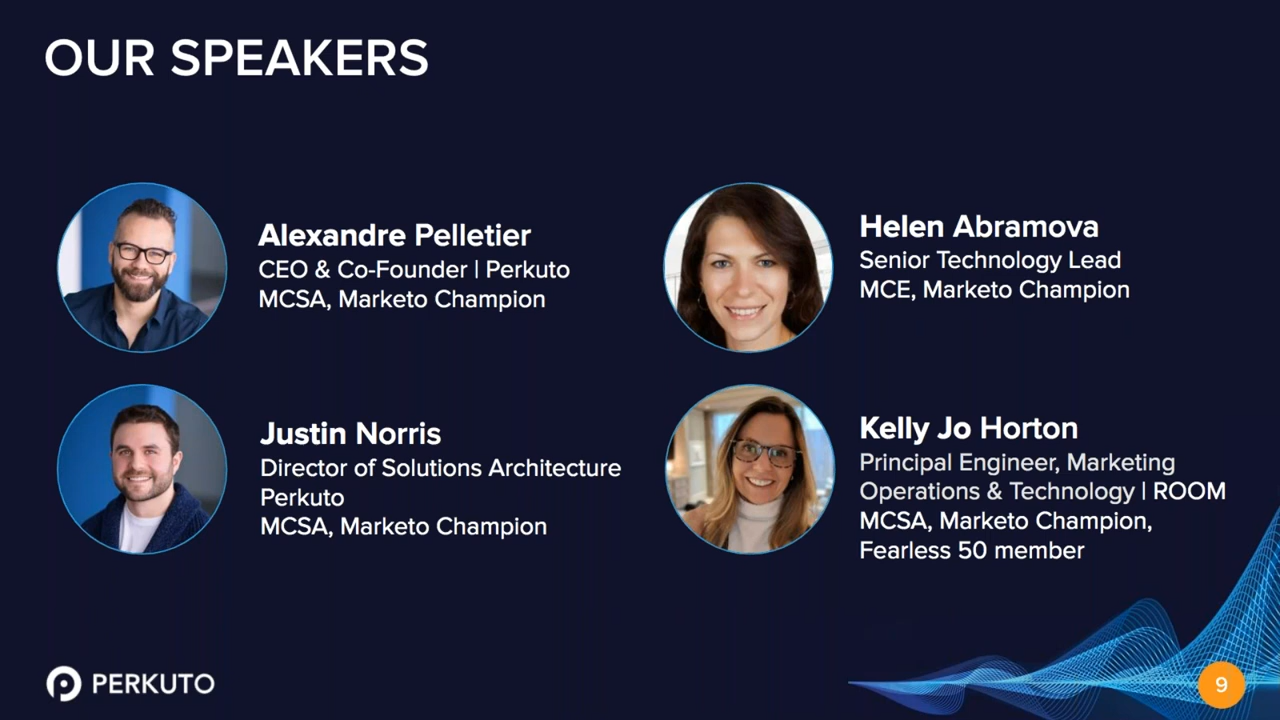 OUR SPEAKERS
Alexandre Pelletier
CEO & Co-Founder | Perkuto
MCSA, Marketo Champion
Helen Abramova
Senior Technology Lead
MCE, Marketo Champion
Justin Norris
Director of Solutions Architecture
Perkuto
MCSA, Marketo Champion
Kelly Jo Horton
Principal Engineer, Marketing
Operations & Technology | ROOM
MCSA, Marketo Champion,
Fearless 50 member
PERKUTO
9